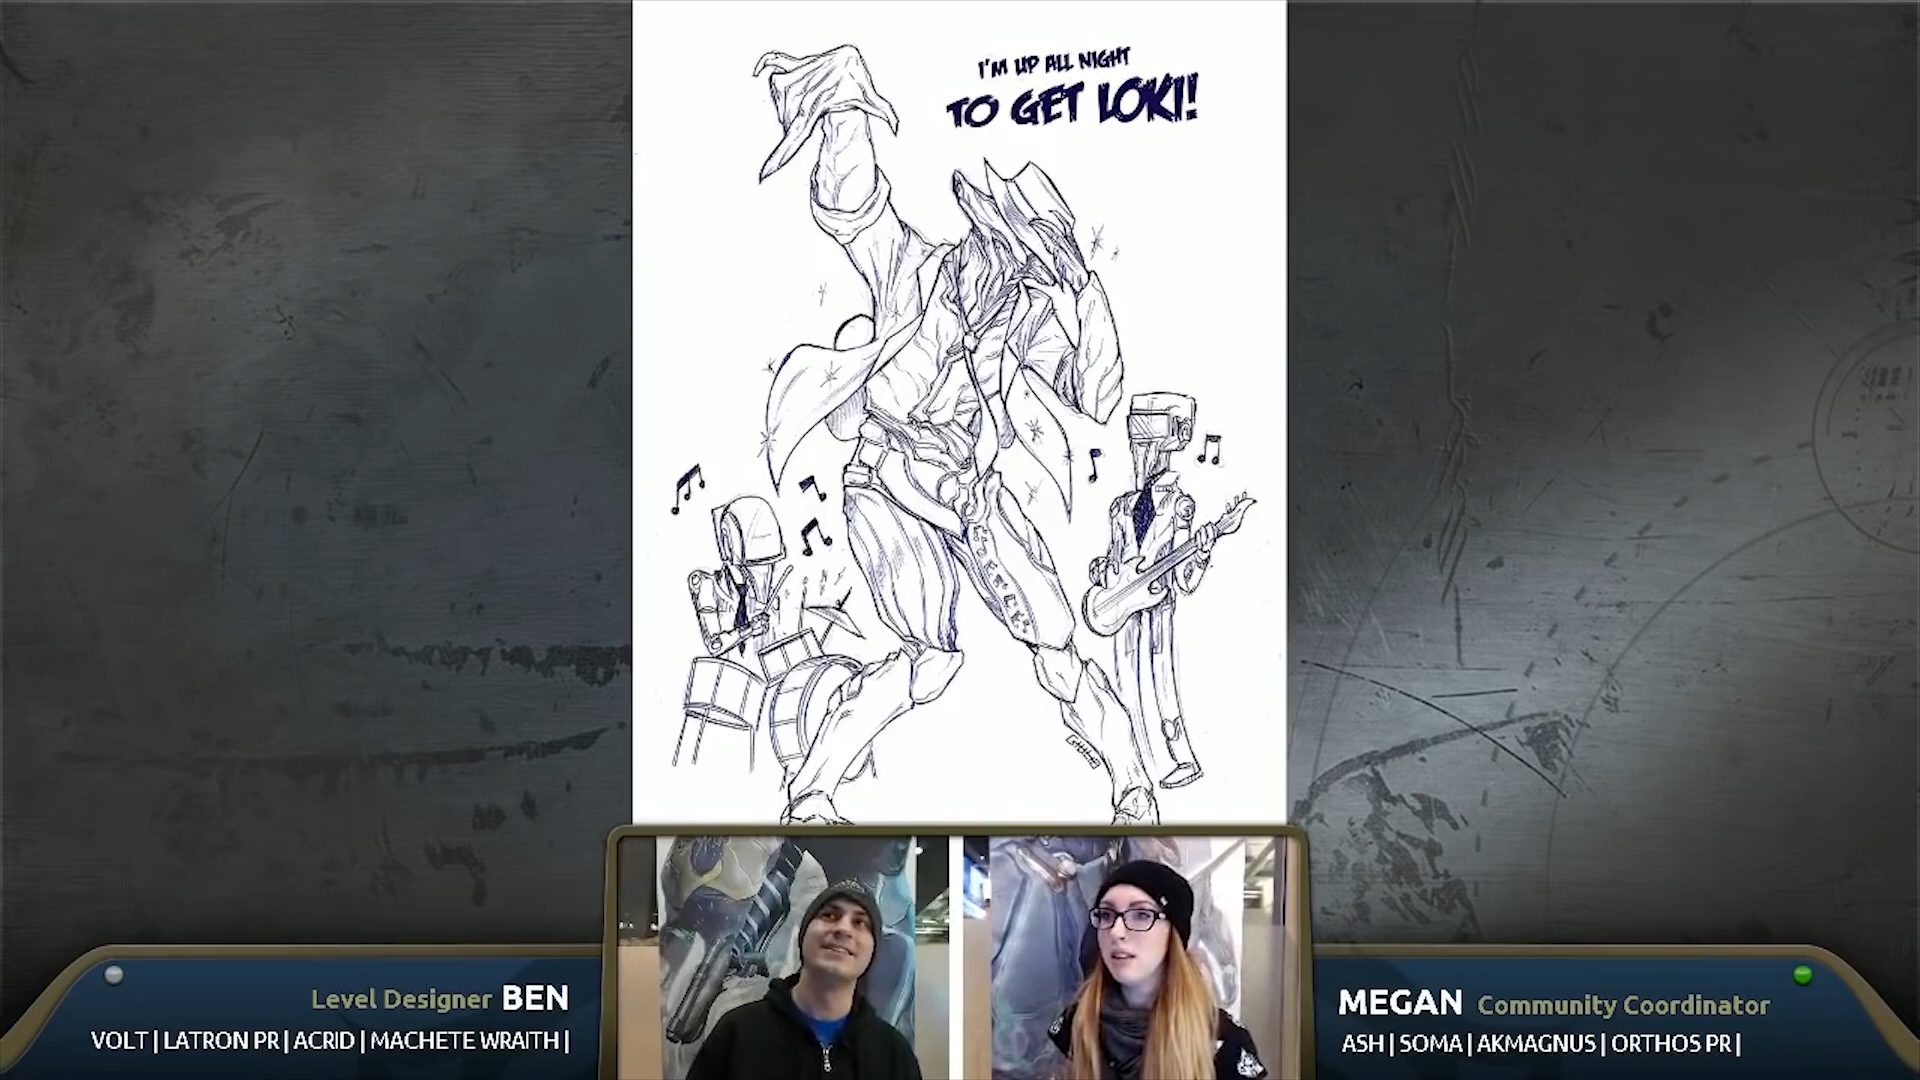 I'M UP ALL NIGHT
TO GET LOKI!!
Level Designer BEN
VOLT | LATRON PR | ACRID | MACHETE WRAITH |
MEGAN Community Coordinator
ASH | SOMA | AKMAGNUS | ORTHOS PR |